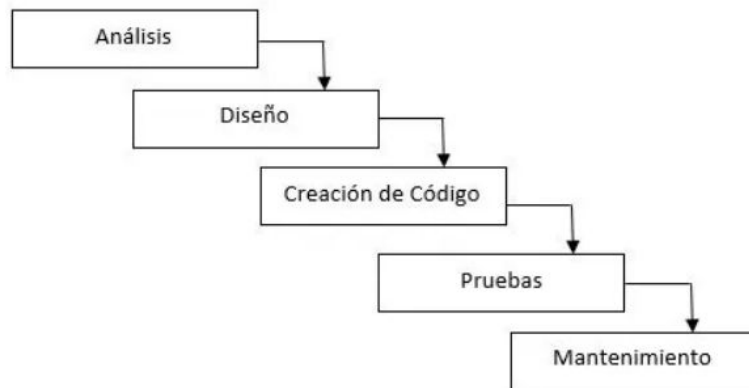 Análisis
Diseño
Creación de Código
Pruebas
Mantenimiento